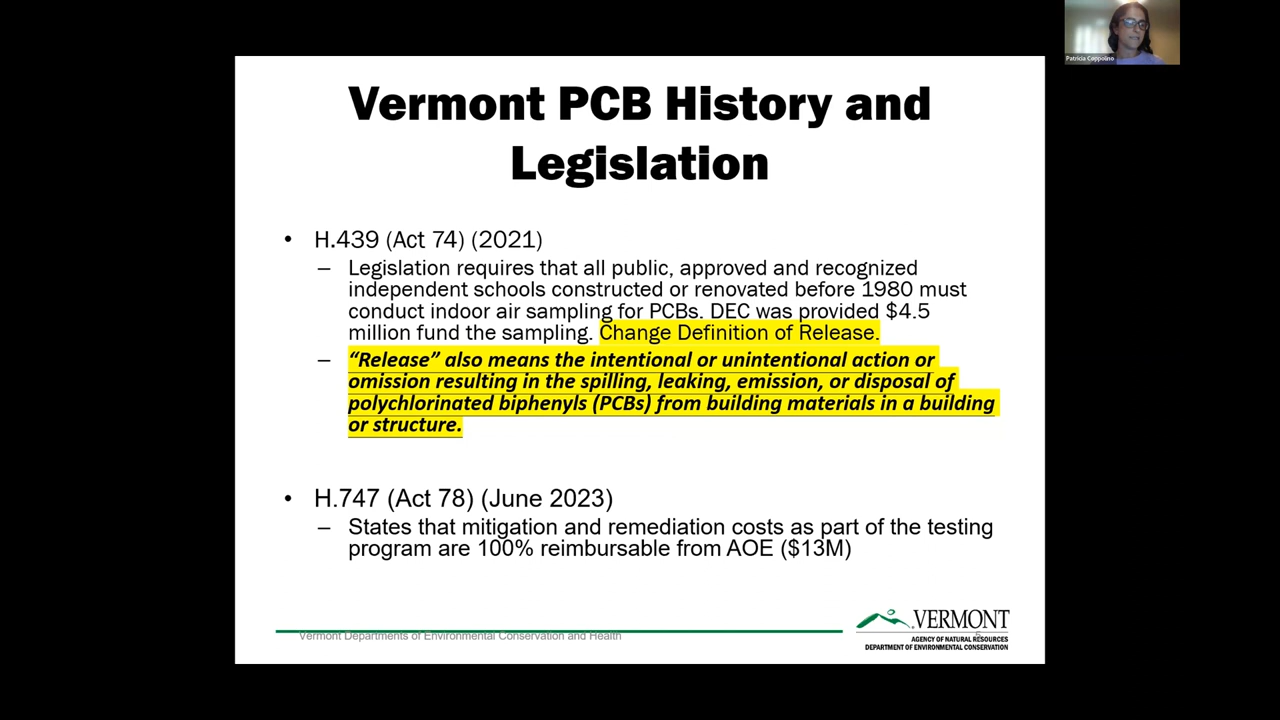 Patricia Coppolino
Vermont PCB History and
Legislation
• H.439 (Act 74) (2021)
– Legislation requires that all public, approved and recognized
independent schools constructed or renovated before 1980 must
conduct indoor air sampling for PCBs. DEC was provided $4.5
million fund the sampling. Change Definition of Release.
– “Release” also means the intentional or unintentional action or
omission resulting in the spilling, leaking, emission, or disposal of
polychlorinated biphenyls (PCBs) from building materials in a building
or structure.
• H.747 (Act 78) (June 2023)
– States that mitigation and remediation costs as part of the testing
program are 100% reimbursable from AOE ($13M)
Vermont Departments of Environmental Conservation and Health
VERMONT
AGENCY OF NATURAL RESOURCES
DEPARTMENT OF ENVIRONMENTAL CONSERVATION